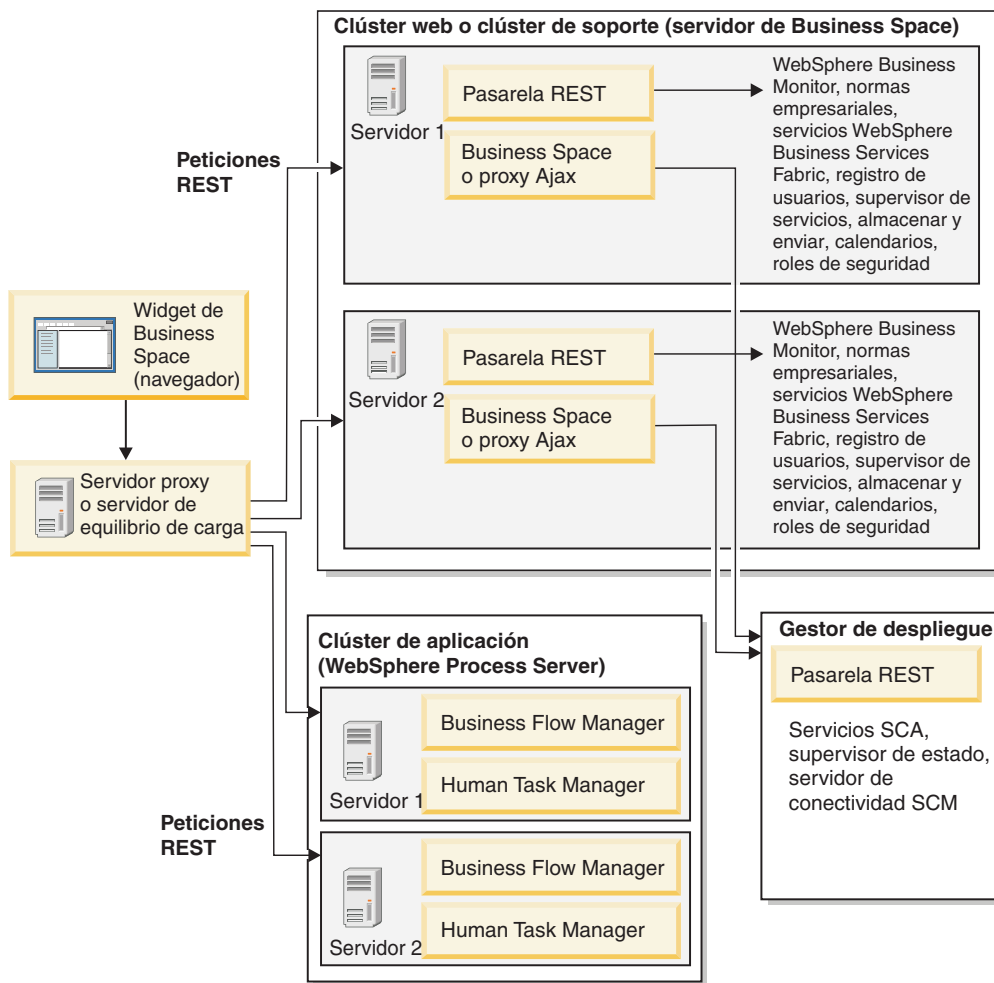 Clúster web o clúster de soporte (servidor de Business Space)
Servidor 1
Pasarela REST
Business Space
o proxy Ajax
WebSphere Business
Monitor, normas
empresariales,
servicios WebSphere
Business Services
Fabric, registro de
usuarios, supervisor de
servicios, almacenar y
enviar, calendarios,
roles de seguridad
Peticiones
REST
Widget de
Business
Space
(navegador)
Servidor 2
Pasarela REST
Business Space
o proxy Ajax
WebSphere Business
Monitor, normas
empresariales,
servicios WebSphere
Business Services
Fabric, registro de
usuarios, supervisor de
servicios, almacenar y
enviar, calendarios,
roles de seguridad
Servidor proxy
o servidor de
equilibrio de carga
Clúster de aplicación
(WebSphere Process Server)
Servidor 1
Business Flow Manager
Human Task Manager
Peticiones
REST
Servidor 2
Business Flow Manager
Human Task Manager
Gestor de despliegue
Pasarela REST
Servicios SCA,
supervisor de estado,
servidor de
conectividad SCM